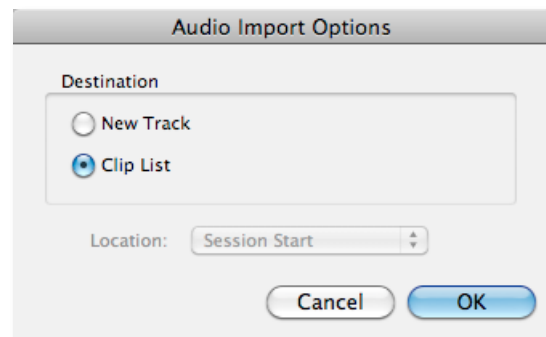 Audio Import Options
Destination
New Track
Clip List
Location: Session Start
Cancel OK